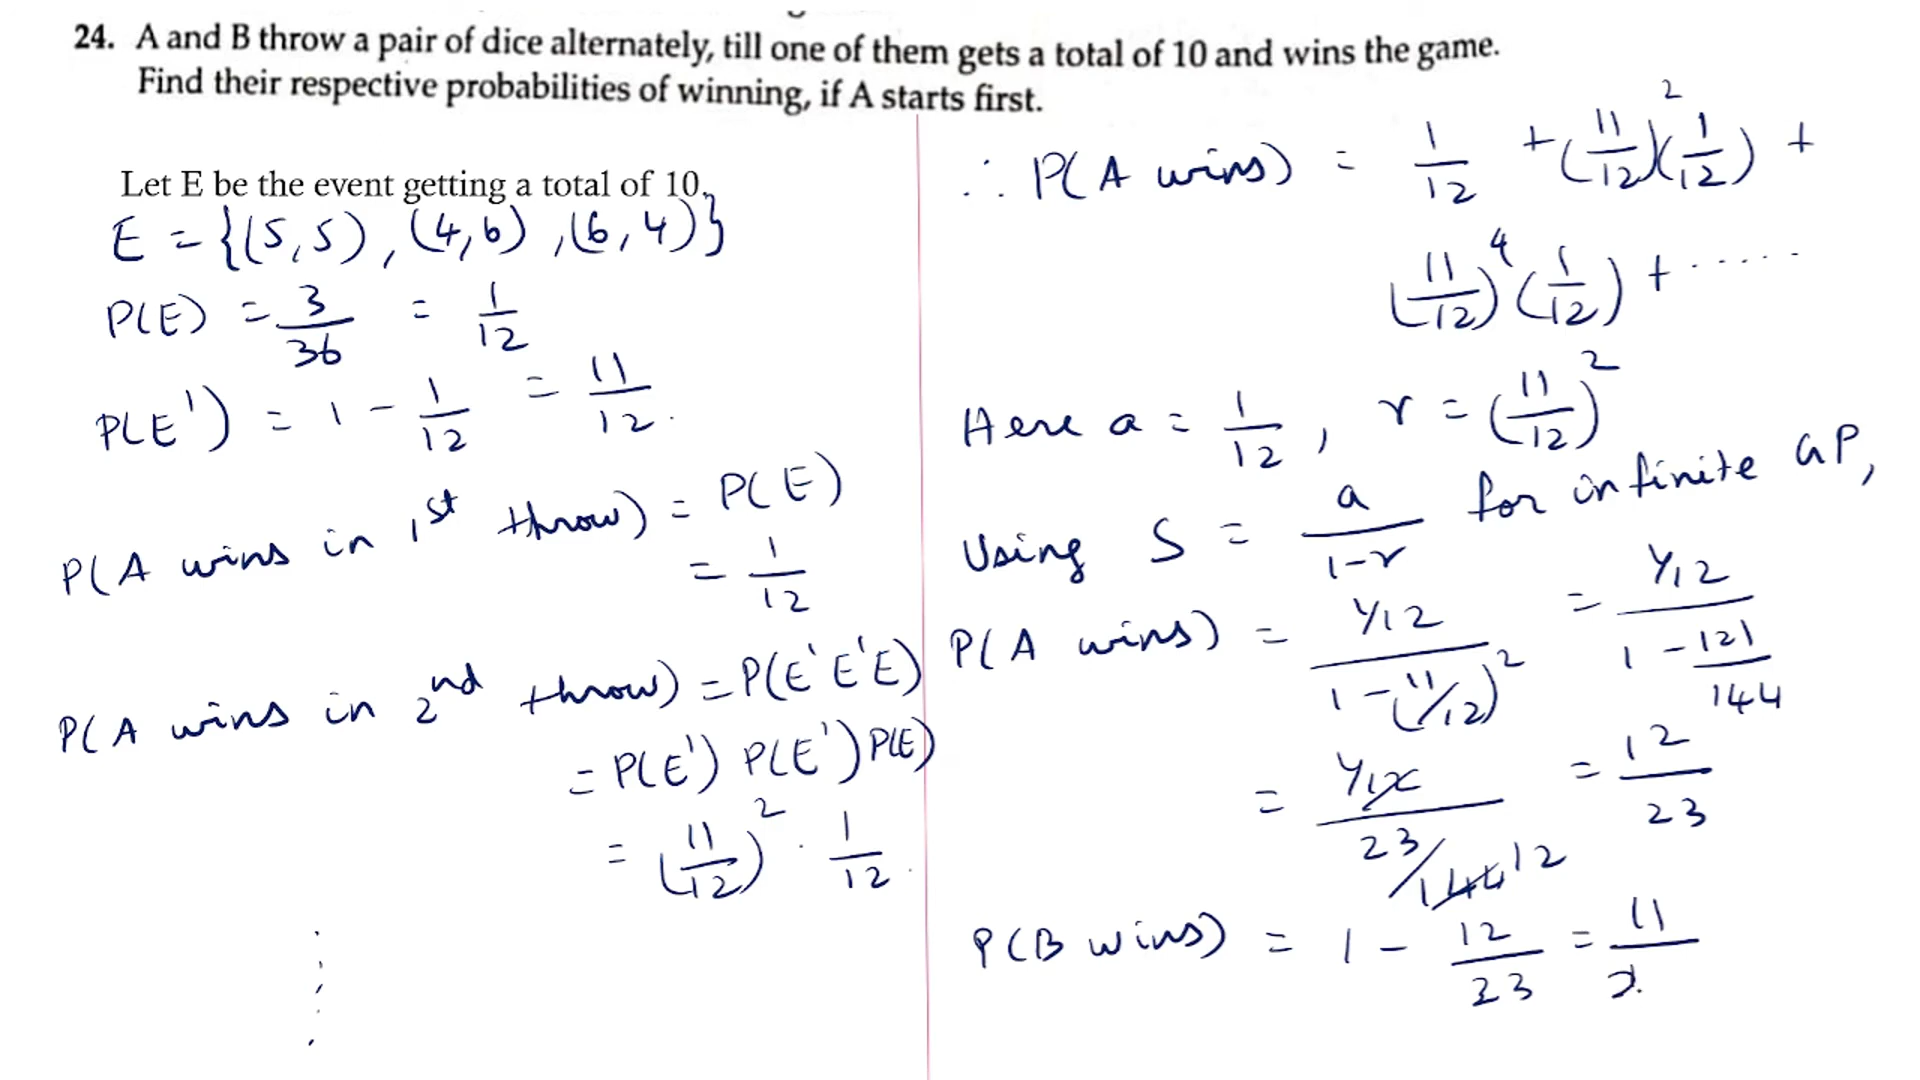 24. A and B throw a pair of dice alternately, till one of them gets a total of 10 and wins the game.
Find their respective probabilities of winning, if A starts first.
Let E be the event getting a total of 10.
E = {(5,5), (4,6), (6,4)}
P(E) = 3/36 = 1/12
P(E') = 1 - 1/12 = 11/12.
P(A wins in 1st throw) = P(E)
= 1/12
P(A wins in 2nd throw) = P(E'E'E)
= P(E') P(E') P(E)
= (11/12)² · 1/12.
∴ P(A wins) = 1/12 + (11/12)² (1/12) +
(11/12)⁴ (1/12) + ......
Here a = 1/12, r = (11/12)²
Using S = a/(1-r) for infinite GP,
P(A wins) = (1/12)/(1-(11/12)²) = (1/12)/(1-121/144)
= (1/12)/(23/144) 12 = 12/23
P(B wins) = 1 - 12/23 = 11/2